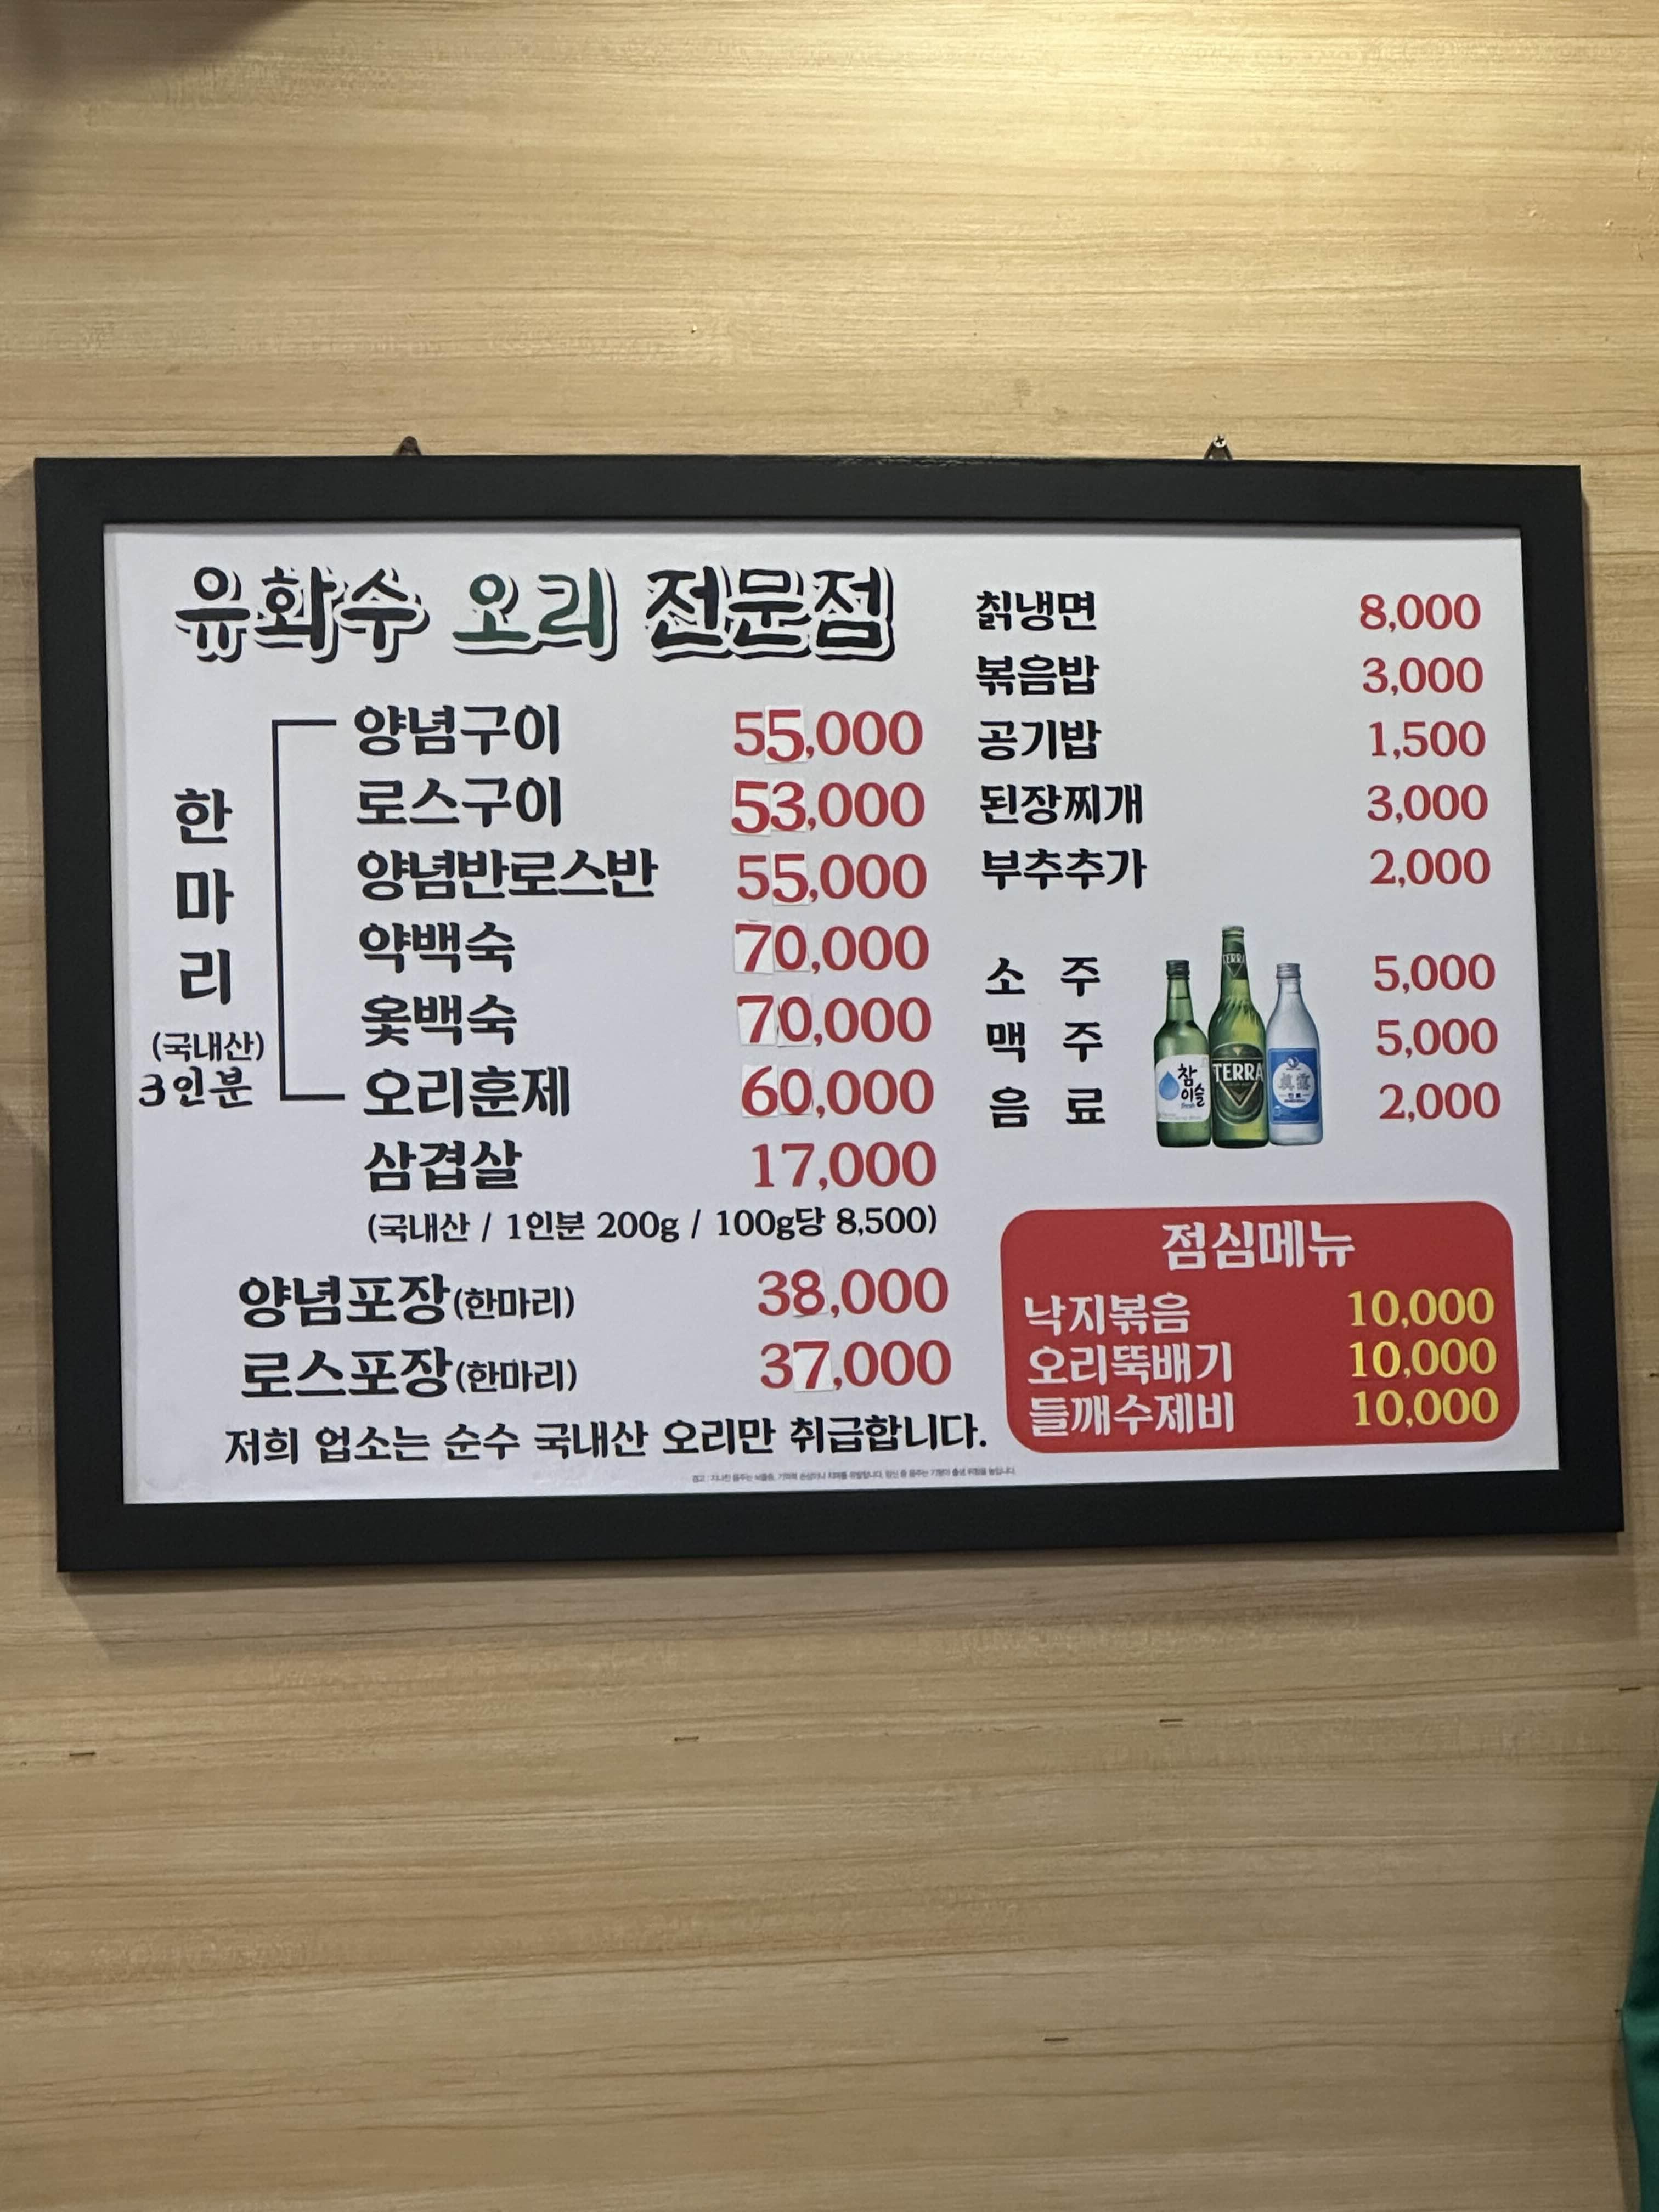 유황수 오리 전문점
한마리
(국내산)
3인분
양념구이 55,000
로스구이 53,000
양념반로스반 55,000
약백숙 70,000
옻백숙 70,000
오리훈제 60,000
삼겹살 17,000
(국내산 / 1인분 200g / 100g당 8,500)
양념포장(한마리) 38,000
로스포장(한마리) 37,000
저희 업소는 순수 국내산 오리만 취급합니다.
칡냉면 8,000
볶음밥 3,000
공기밥 1,500
된장찌개 3,000
부추추가 2,000
소 주 5,000
맥 주 5,000
음 료 2,000
TERRA
참이슬
TERRA
眞露
점심메뉴
낙지볶음 10,000
오리뚝배기 10,000
들깨수제비 10,000